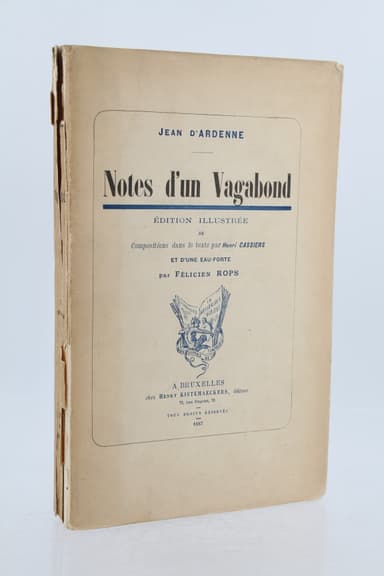 JEAN D'ARDENNE
Notes d'un Vagabond
ÉDITION ILLUSTRÉE
DE
Compositions dans le texte par Henri CASSIERS
ET D'UNE EAU-FORTE
par FÉLICIEN ROPS
A BRUXELLES
chez HENRY KISTEMAECKERS, éditeur
TOUS DROITS RÉSERVÉS
1887